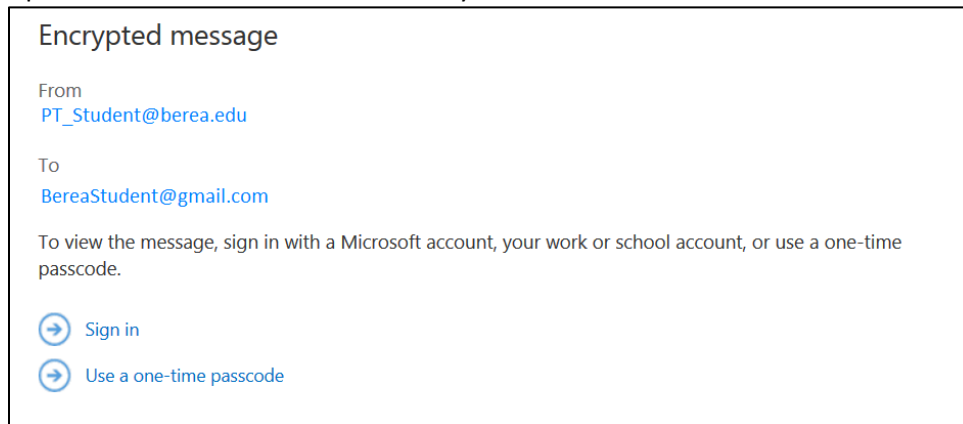 Encrypted message
From
PT_Student@berea.edu
To
BereaStudent@gmail.com
To view the message, sign in with a Microsoft account, your work or school account, or use a one-time
passcode.
Sign in
Use a one-time passcode